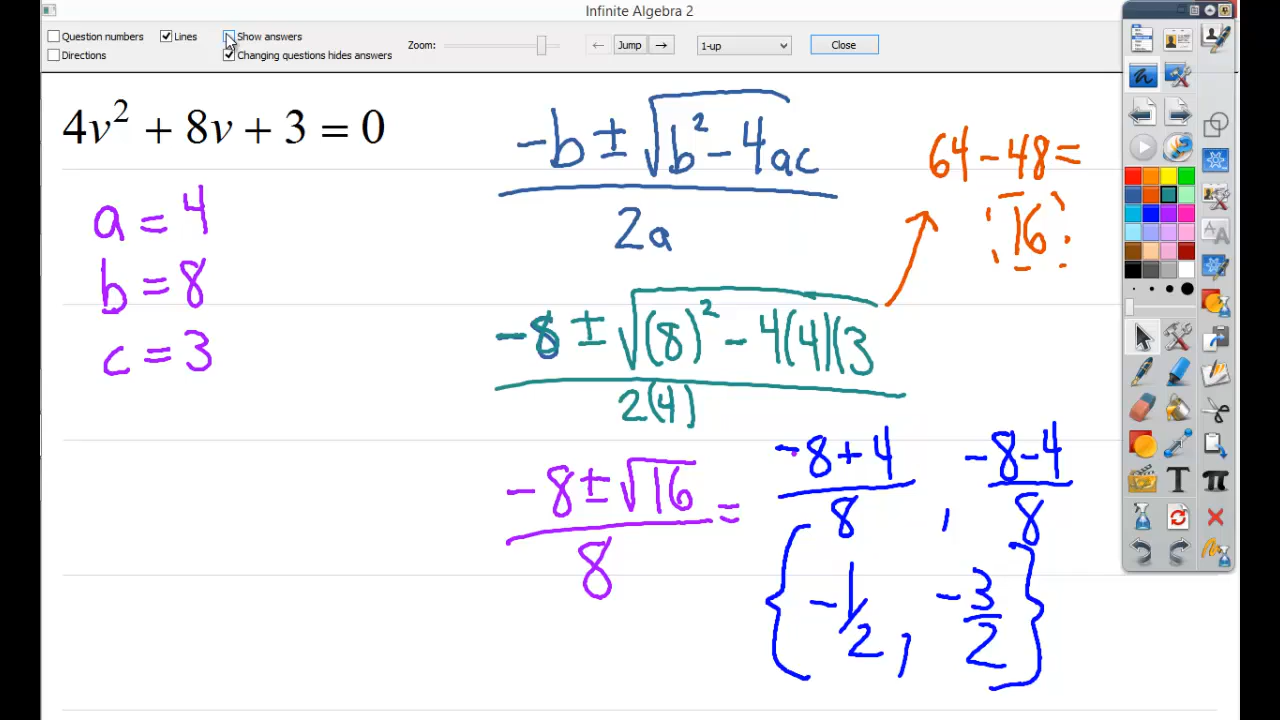 Infinite Algebra 2
Question numbers
Lines
Show answers
Directions
Changing questions hides answers
Zoom:
← Jump →
1-up
Close
4v² + 8v + 3 = 0
a = 4
b = 8
c = 3
-b ± √b² - 4ac
2a
64 - 48 =
16
-8 ± √(8)² - 4(4)(3
2(4)
-8 ± √16 =
8
-8 + 4
8
,
-8 - 4
8
{ -1/2 , -3/2 }
AA
T
π